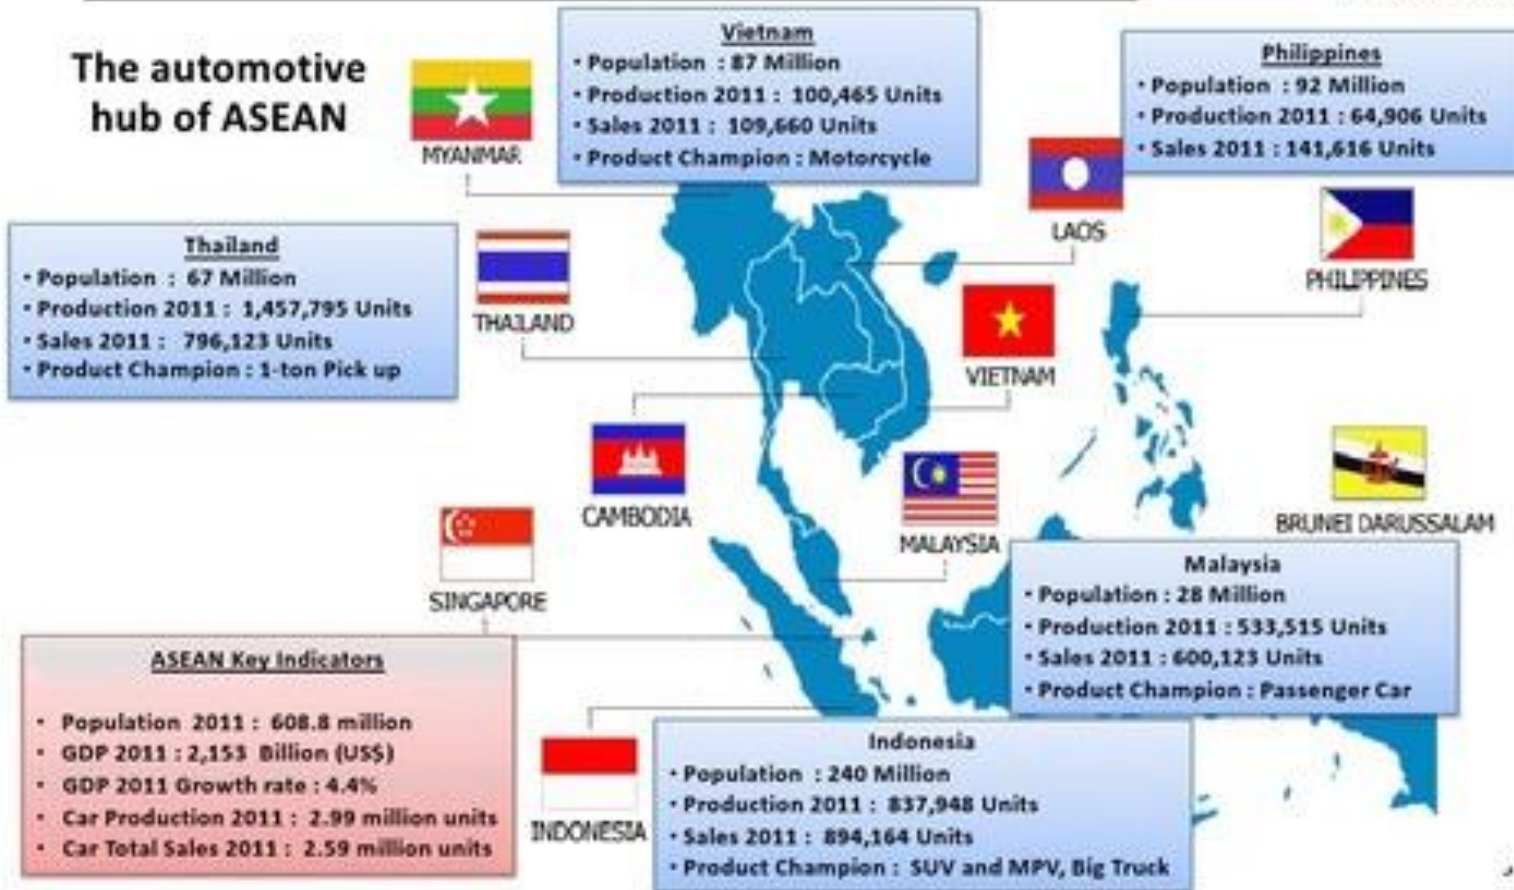 The automotive
hub of ASEAN
MYANMAR
Vietnam
• Population : 87 Million
• Production 2011 : 100,465 Units
• Sales 2011 : 109,660 Units
• Product Champion : Motorcycle
Philippines
• Population : 92 Million
• Production 2011 : 64,906 Units
• Sales 2011 : 141,616 Units
LAOS
PHILIPPINES
Thailand
• Population : 67 Million
• Production 2011 : 1,457,795 Units
• Sales 2011 : 796,123 Units
• Product Champion : 1-ton Pick up
THAILAND
VIETNAM
CAMBODIA
MALAYSIA
BRUNEI DARUSSALAM
SINGAPORE
Malaysia
• Population : 28 Million
• Production 2011 : 533,515 Units
• Sales 2011 : 600,123 Units
• Product Champion : Passenger Car
ASEAN Key Indicators
• Population 2011 : 608.8 million
• GDP 2011 : 2,153 Billion (US$)
• GDP 2011 Growth rate : 4.4%
• Car Production 2011 : 2.99 million units
• Car Total Sales 2011 : 2.59 million units
INDONESIA
Indonesia
• Population : 240 Million
• Production 2011 : 837,948 Units
• Sales 2011 : 894,164 Units
• Product Champion : SUV and MPV, Big Truck